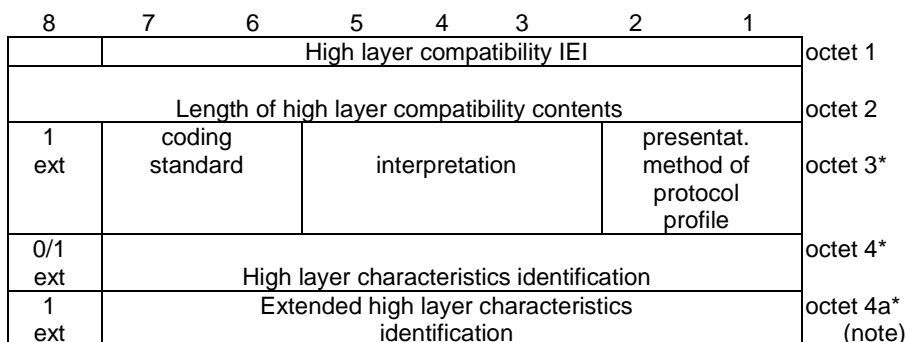 8 7 6 5 4 3 2 1
High layer compatibility IEI octet 1
Length of high layer compatibility contents octet 2
1 coding presentat.
ext standard interpretation method of octet 3*
protocol
profile
0/1 octet 4*
ext High layer characteristics identification
1 Extended high layer characteristics octet 4a*
ext identification (note)